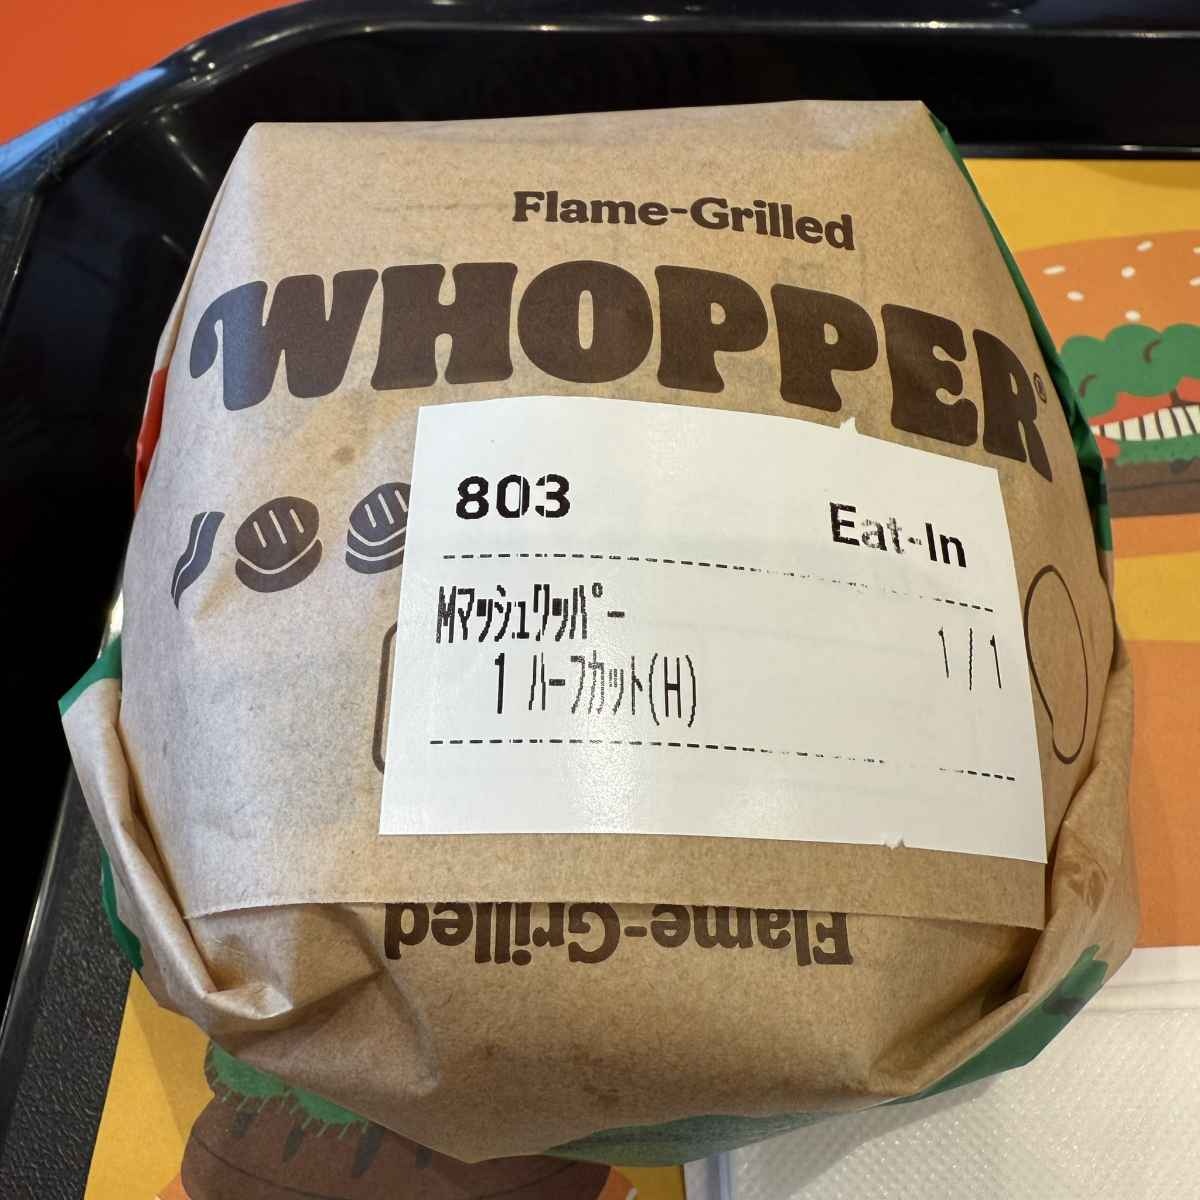 Flame-Grilled
WHOPPER®
803
Eat-In
Mマッシュワッパー
1/1
1 ハーフカット(H)
Flame-Grilled